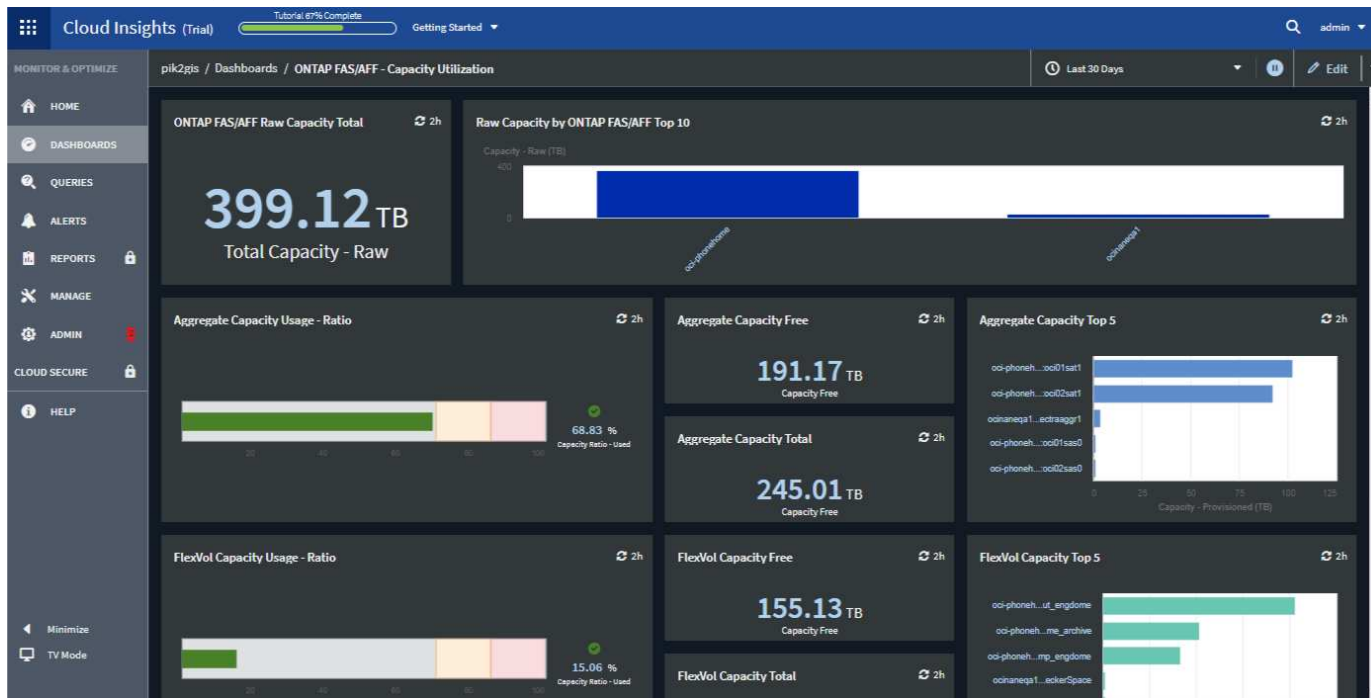 Tutorial 67% Complete
Cloud Insights (Trial)
Getting Started
admin
MONITOR & OPTIMIZE
HOME
DASHBOARDS
QUERIES
ALERTS
REPORTS
MANAGE
ADMIN
CLOUD SECURE
HELP
Minimize
TV Mode
pik2gis / Dashboards / ONTAP FAS/AFF - Capacity Utilization
Last 30 Days
Edit
ONTAP FAS/AFF Raw Capacity Total
2h
399.12 TB
Total Capacity - Raw
Raw Capacity by ONTAP FAS/AFF Top 10
2h
Capacity - Raw (TB)
400
0
oci-phonehome
ocinaneqa1
Aggregate Capacity Usage - Ratio
2h
68.83 %
Capacity Ratio - Used
20 40 60 80 100
Aggregate Capacity Free
2h
191.17 TB
Capacity Free
Aggregate Capacity Total
2h
245.01 TB
Capacity Free
Aggregate Capacity Top 5
2h
oci-phoneh...:oci01sat1
oci-phoneh...:oci02sat1
ocinaneqa1...ectraaggr1
oci-phoneh...:oci01sas0
oci-phoneh...:oci02sas0
0 25 50 75 100 125
Capacity - Provisioned (TB)
FlexVol Capacity Usage - Ratio
2h
15.06 %
Capacity Ratio - Used
20 40 60 80 100
FlexVol Capacity Free
2h
155.13 TB
Capacity Free
FlexVol Capacity Total
2h
FlexVol Capacity Top 5
2h
oci-phoneh...ut_engdome
oci-phoneh...me_archive
oci-phoneh...mp_engdome
ocinaneqa1...eckerSpace